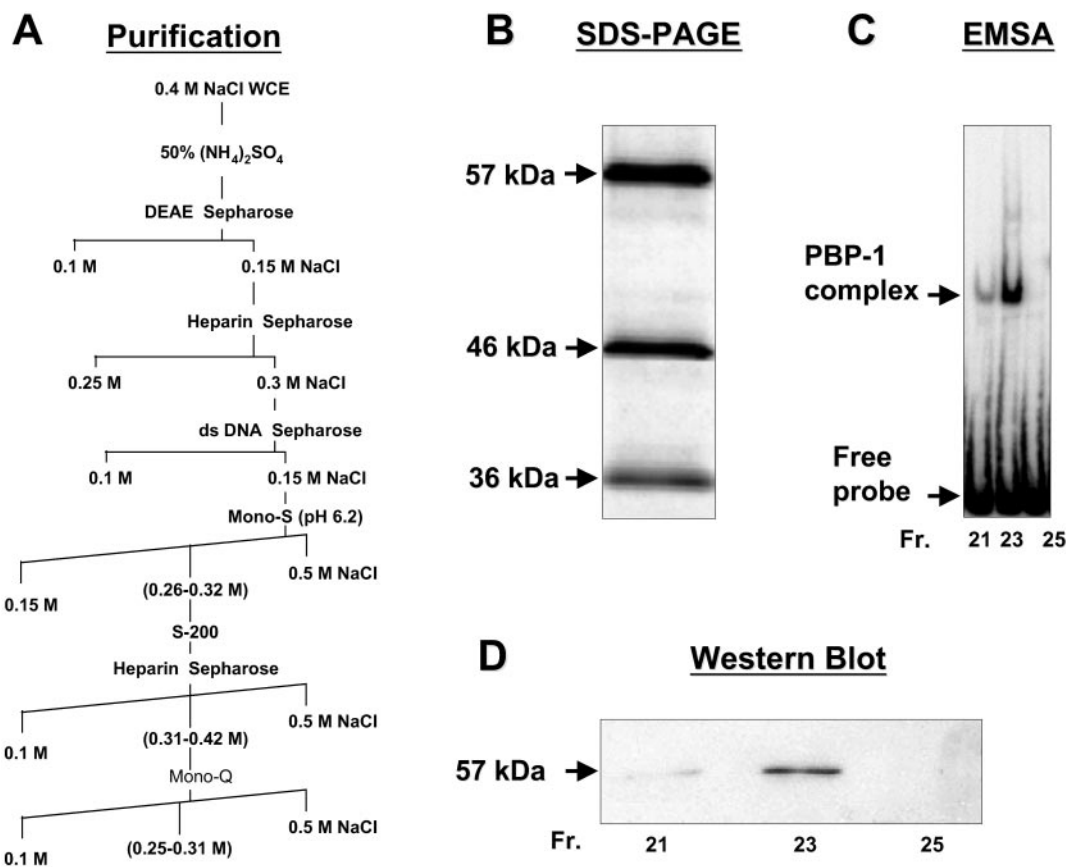 A Purification
0.4 M NaCl WCE
50% (NH4)2SO4
DEAE Sepharose
0.1 M 0.15 M NaCl
Heparin Sepharose
0.25 M 0.3 M NaCl
ds DNA Sepharose
0.1 M 0.15 M NaCl
Mono-S (pH 6.2)
0.15 M (0.26-0.32 M) 0.5 M NaCl
S-200
Heparin Sepharose
0.1 M (0.31-0.42 M) 0.5 M NaCl
Mono-Q
0.1 M (0.25-0.31 M) 0.5 M NaCl
B SDS-PAGE
57 kDa
46 kDa
36 kDa
C EMSA
PBP-1
complex
Free
probe
Fr. 21 23 25
D Western Blot
57 kDa
Fr. 21 23 25